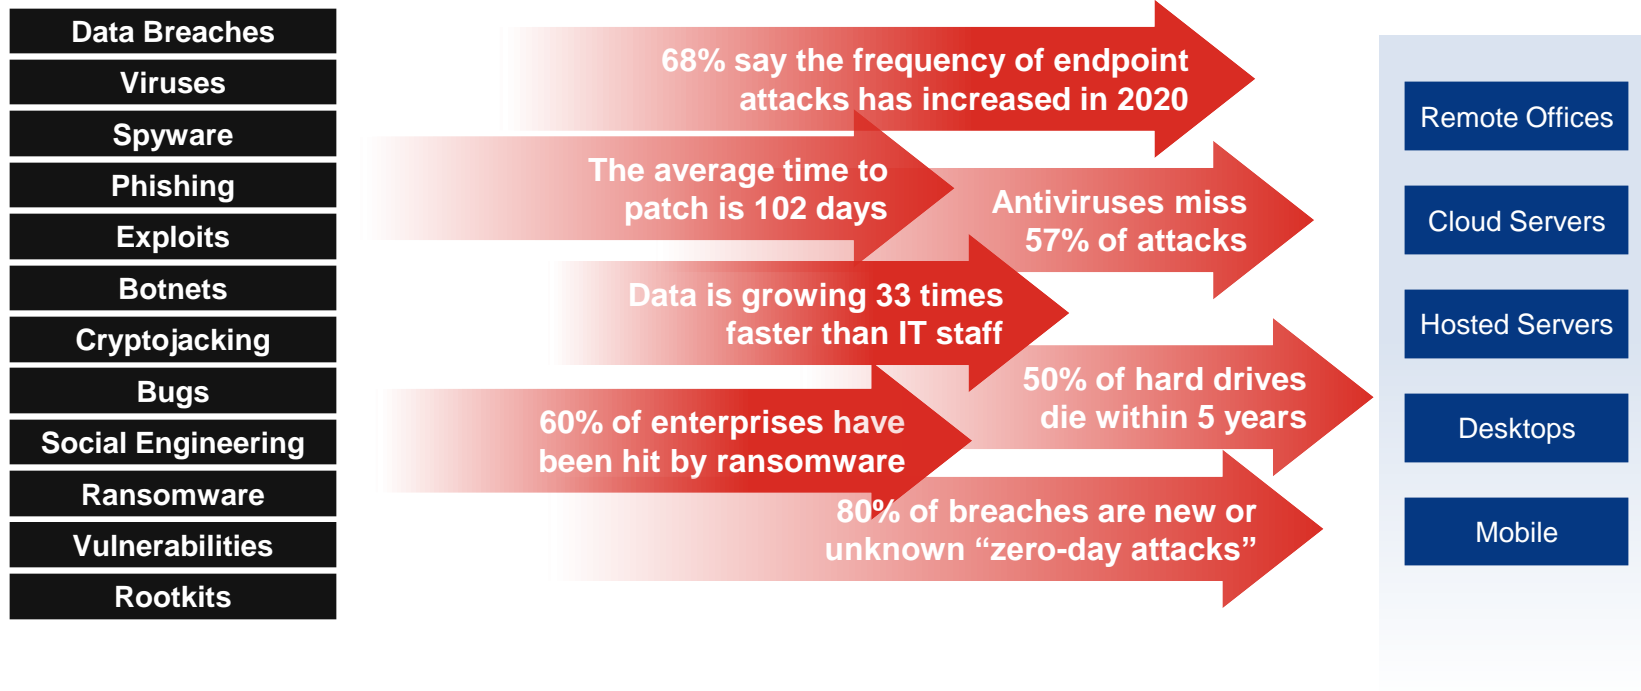 Data Breaches
Viruses
Spyware
Phishing
Exploits
Botnets
Cryptojacking
Bugs
Social Engineering
Ransomware
Vulnerabilities
Rootkits
68% say the frequency of endpoint
attacks has increased in 2020
The average time to
patch is 102 days
Antiviruses miss
57% of attacks
Data is growing 33 times
faster than IT staff
50% of hard drives
die within 5 years
60% of enterprises have
been hit by ransomware
80% of breaches are new or
unknown “zero-day attacks”
Remote Offices
Cloud Servers
Hosted Servers
Desktops
Mobile